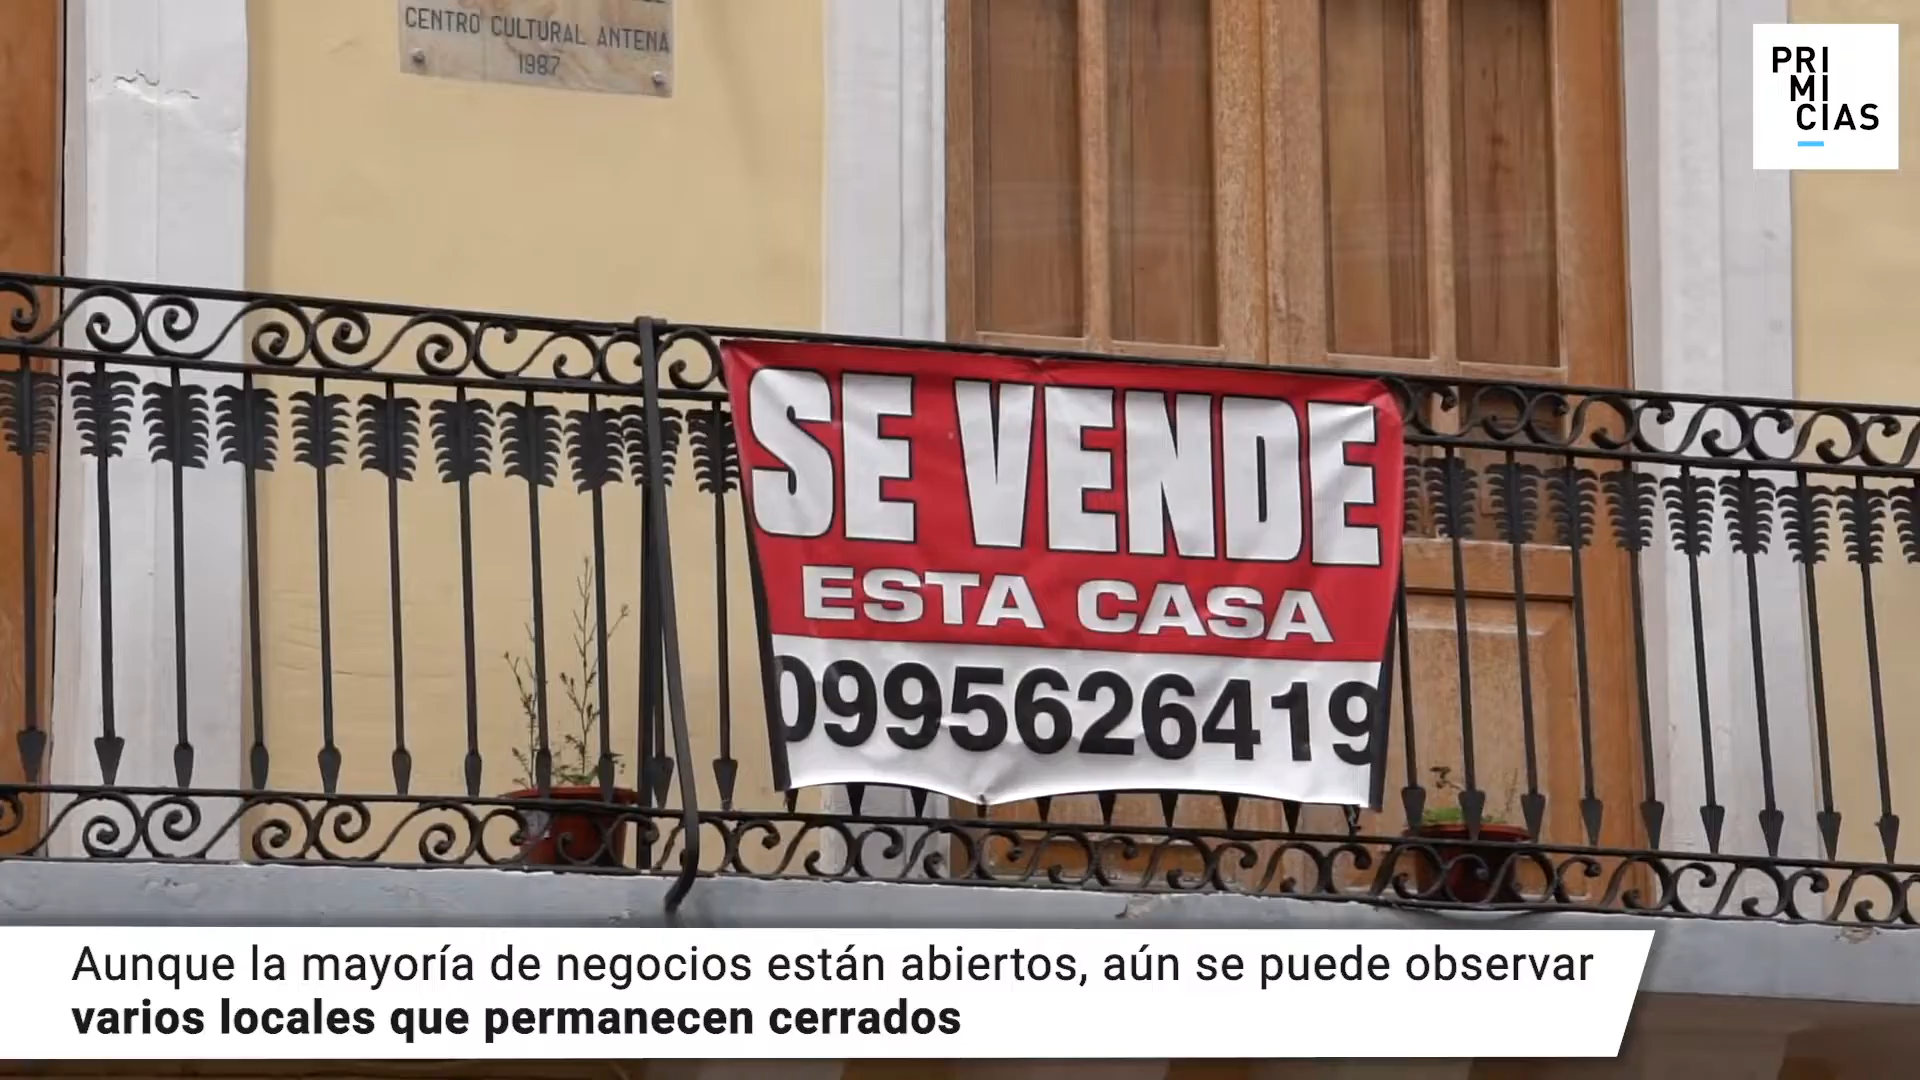 CENTRO CULTURAL ANTENA
1987
PRI
MI
CIAS
SE VENDE
ESTA CASA
0995626419
Aunque la mayoría de negocios están abiertos, aún se puede observar
varios locales que permanecen cerrados